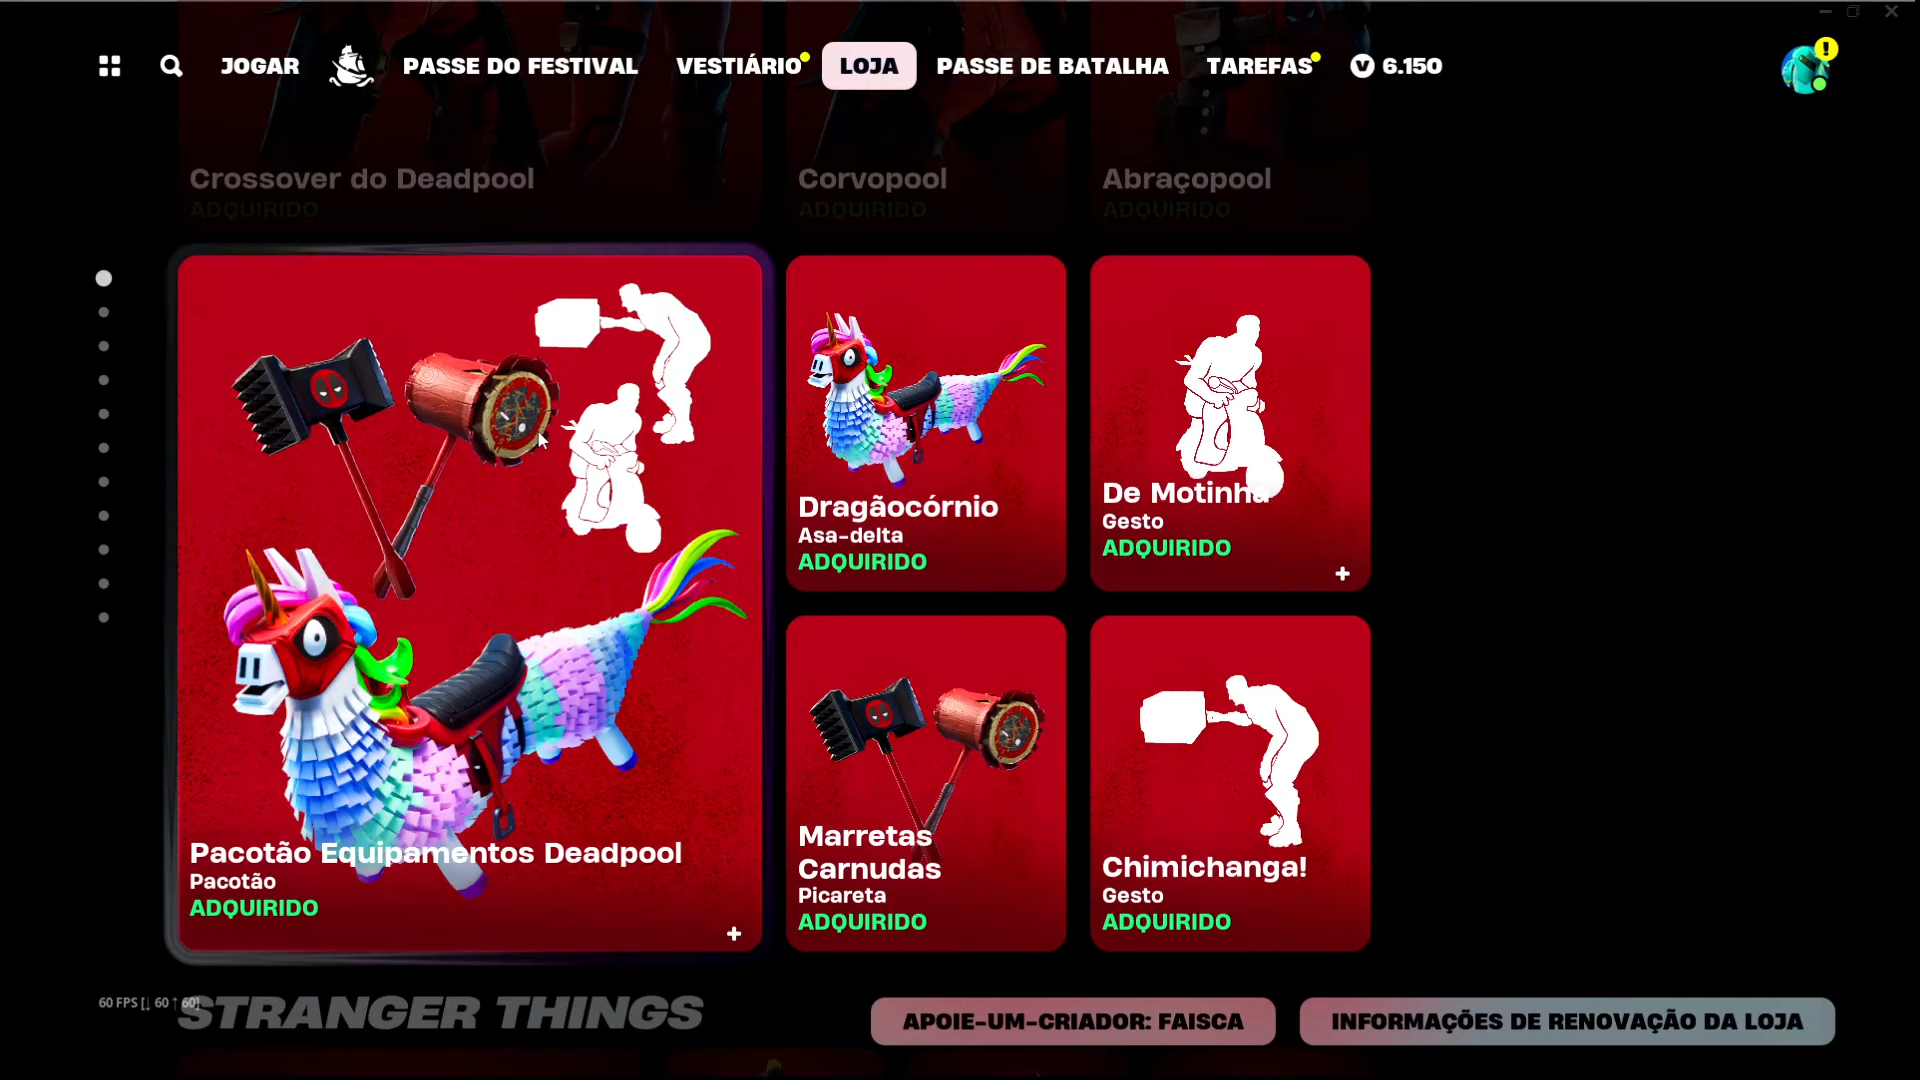 JOGAR
PASSE DO FESTIVAL
VESTIÁRIO
LOJA
PASSE DE BATALHA
TAREFAS
6.150
Crossover do Deadpool
ADQUIRIDO
Corvopool
ADQUIRIDO
Abraçopool
ADQUIRIDO
Pacotão Equipamentos Deadpool
Pacotão
ADQUIRIDO
Dragãocórnio
Asa-delta
ADQUIRIDO
De Motinha
Gesto
ADQUIRIDO
Marretas
Carnudas
Picareta
ADQUIRIDO
Chimichanga!
Gesto
ADQUIRIDO
60 FPS [↓ 60 ↑ 60]
STRANGER THINGS
APOIE-UM-CRIADOR: FAISCA
INFORMAÇÕES DE RENOVAÇÃO DA LOJA